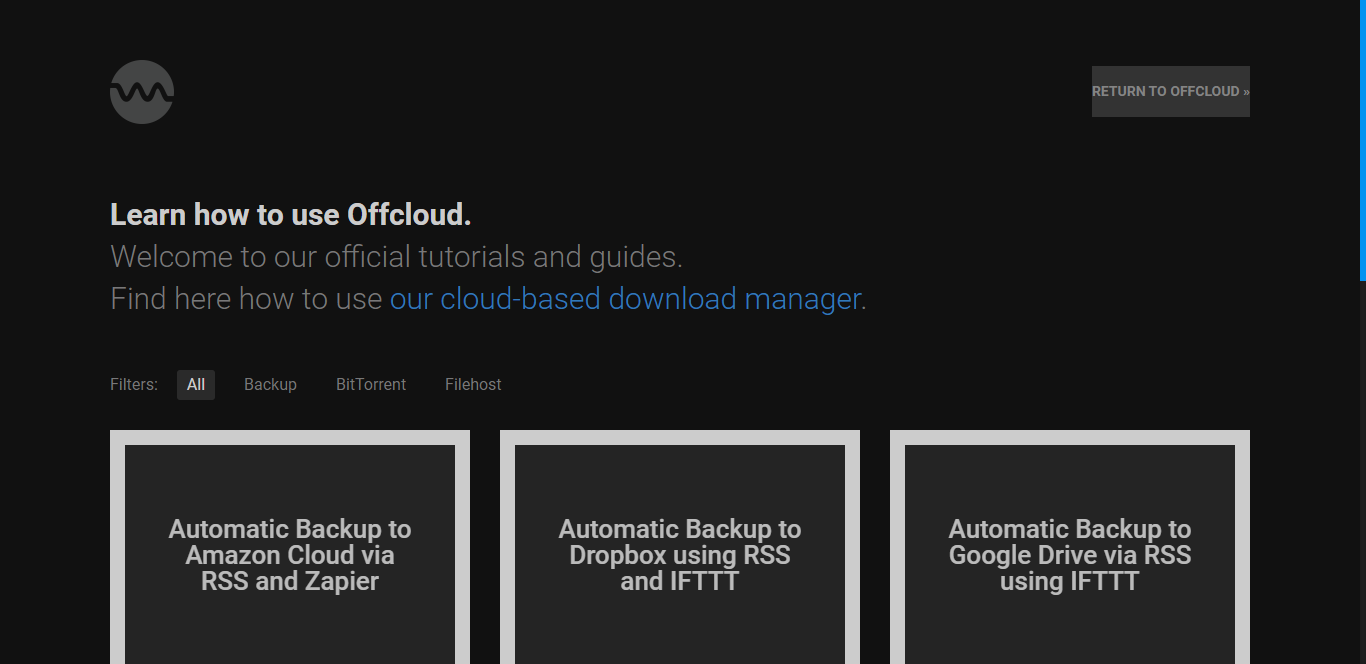 RETURN TO OFFCLOUD »
Learn how to use Offcloud.
Welcome to our official tutorials and guides.
Find here how to use our cloud-based download manager.
Filters: All Backup BitTorrent Filehost
Automatic Backup to
Amazon Cloud via
RSS and Zapier
Automatic Backup to
Dropbox using RSS
and IFTTT
Automatic Backup to
Google Drive via RSS
using IFTTT